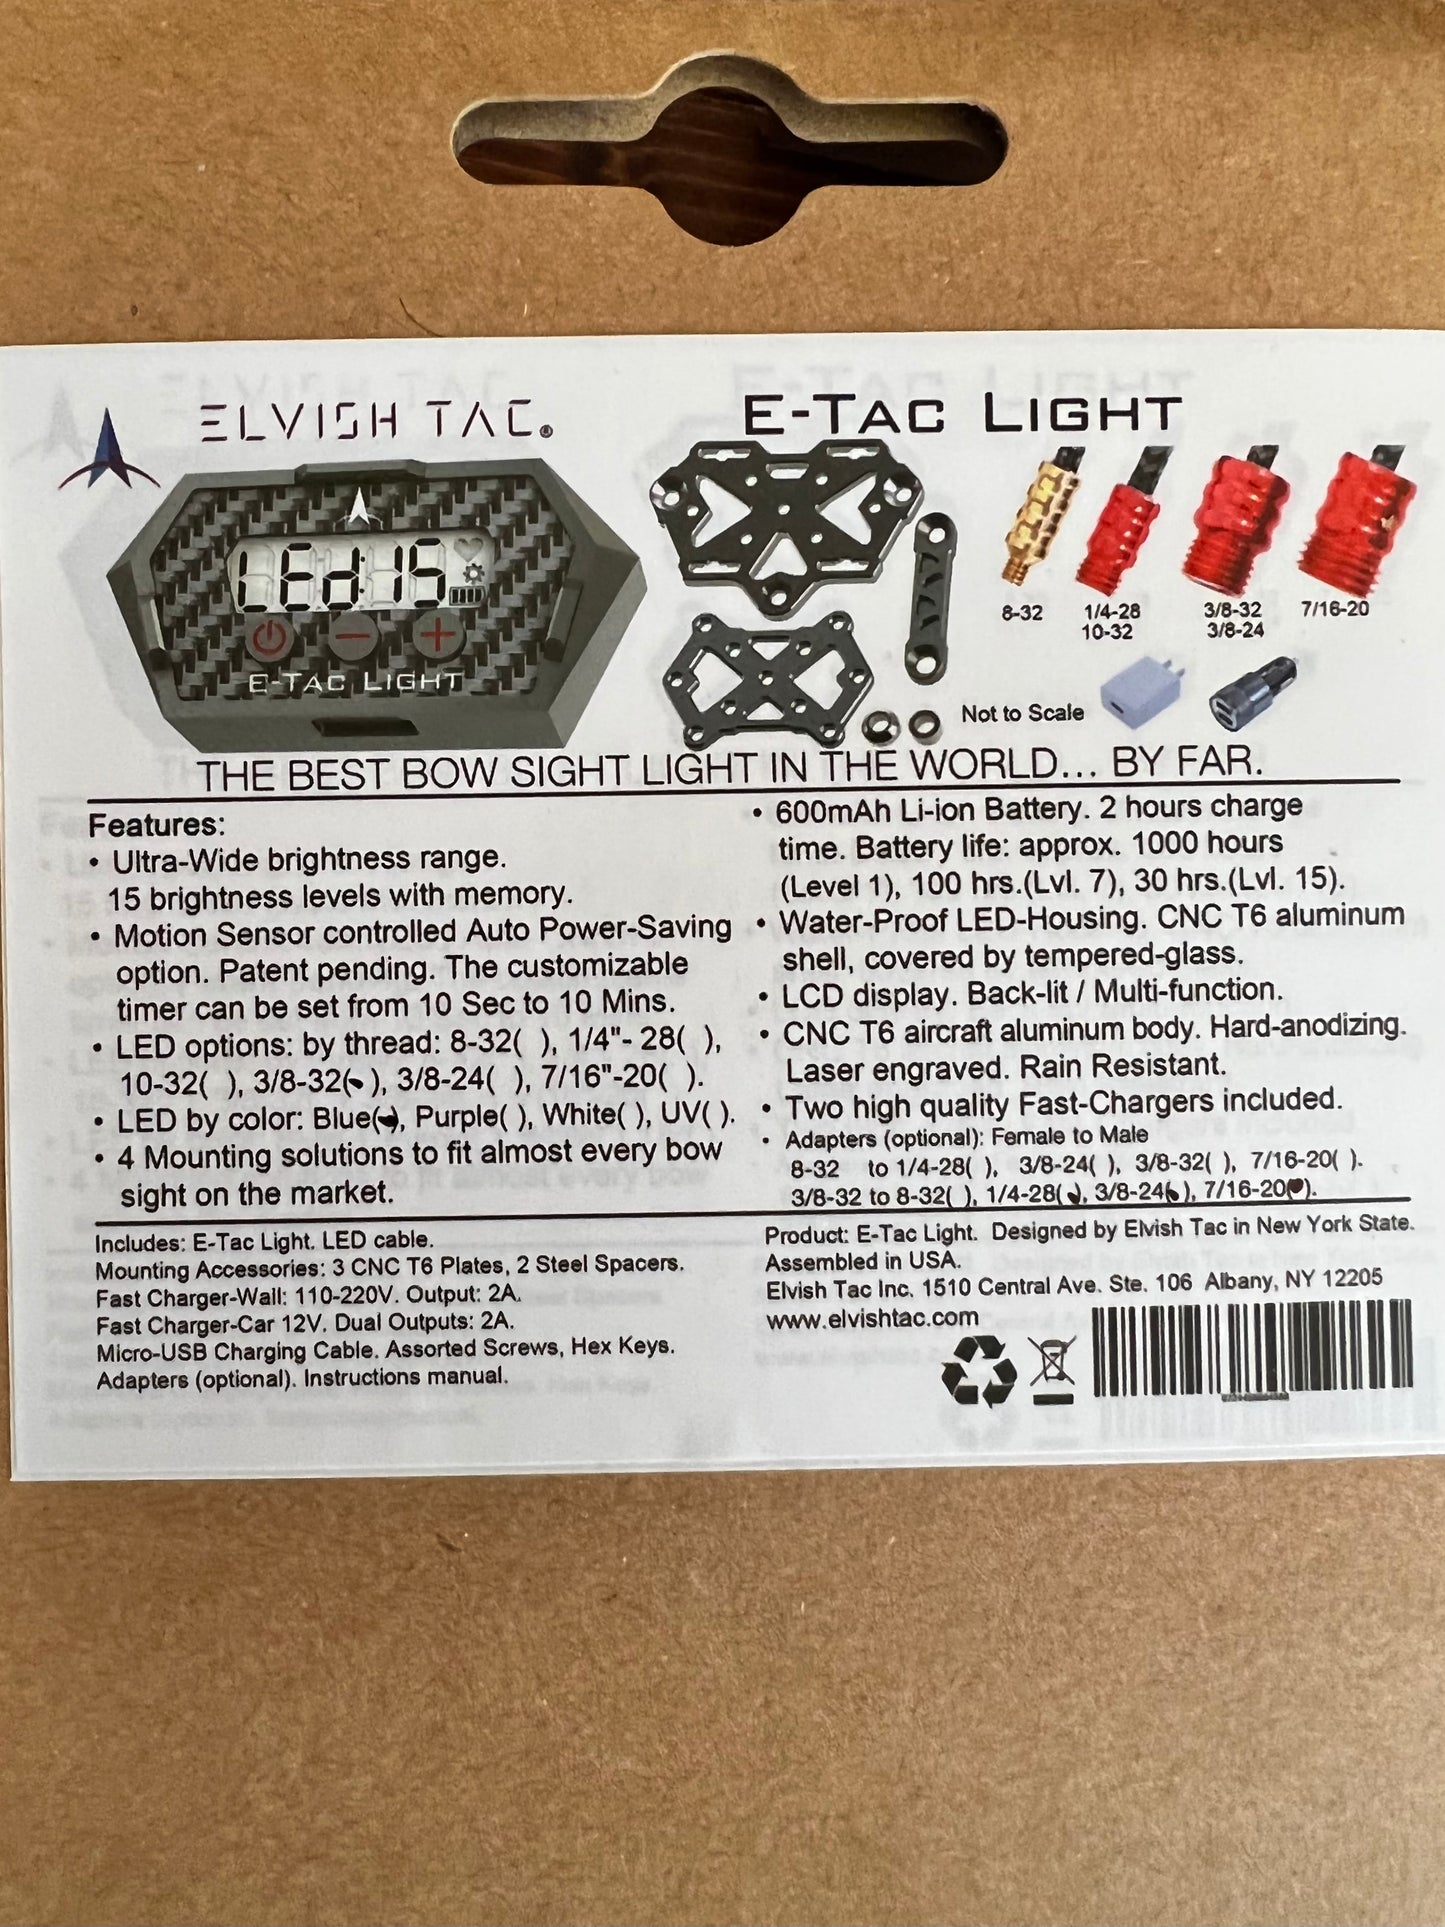 ELVISH TAC®
E-TAC LIGHT
LEd:15
E-TAC LIGHT
8-32
1/4-28
10-32
3/8-32
3/8-24
7/16-20
Not to Scale
THE BEST BOW SIGHT LIGHT IN THE WORLD... BY FAR.
Features:
• Ultra-Wide brightness range.
15 brightness levels with memory.
• Motion Sensor controlled Auto Power-Saving
option. Patent pending. The customizable
timer can be set from 10 Sec to 10 Mins.
• LED options: by thread: 8-32( ), 1/4"- 28( ),
10-32( ), 3/8-32( ), 3/8-24( ), 7/16"-20( ).
• LED by color: Blue( ), Purple( ), White( ), UV( ).
• 4 Mounting solutions to fit almost every bow
sight on the market.
• 600mAh Li-ion Battery. 2 hours charge
time. Battery life: approx. 1000 hours
(Level 1), 100 hrs.(Lvl. 7), 30 hrs.(Lvl. 15).
• Water-Proof LED-Housing. CNC T6 aluminum
shell, covered by tempered-glass.
• LCD display. Back-lit / Multi-function.
• CNC T6 aircraft aluminum body. Hard-anodizing.
Laser engraved. Rain Resistant.
• Two high quality Fast-Chargers included.
• Adapters (optional): Female to Male
8-32 to 1/4-28( ), 3/8-24( ), 3/8-32( ), 7/16-20( ).
3/8-32 to 8-32( ), 1/4-28( ), 3/8-24( ), 7/16-20( ).
Includes: E-Tac Light. LED cable.
Mounting Accessories: 3 CNC T6 Plates, 2 Steel Spacers.
Fast Charger-Wall: 110-220V. Output: 2A.
Fast Charger-Car 12V. Dual Outputs: 2A.
Micro-USB Charging Cable. Assorted Screws, Hex Keys.
Adapters (optional). Instructions manual.
Product: E-Tac Light. Designed by Elvish Tac in New York State.
Assembled in USA.
Elvish Tac Inc. 1510 Central Ave. Ste. 106 Albany, NY 12205
www.elvishtac.com